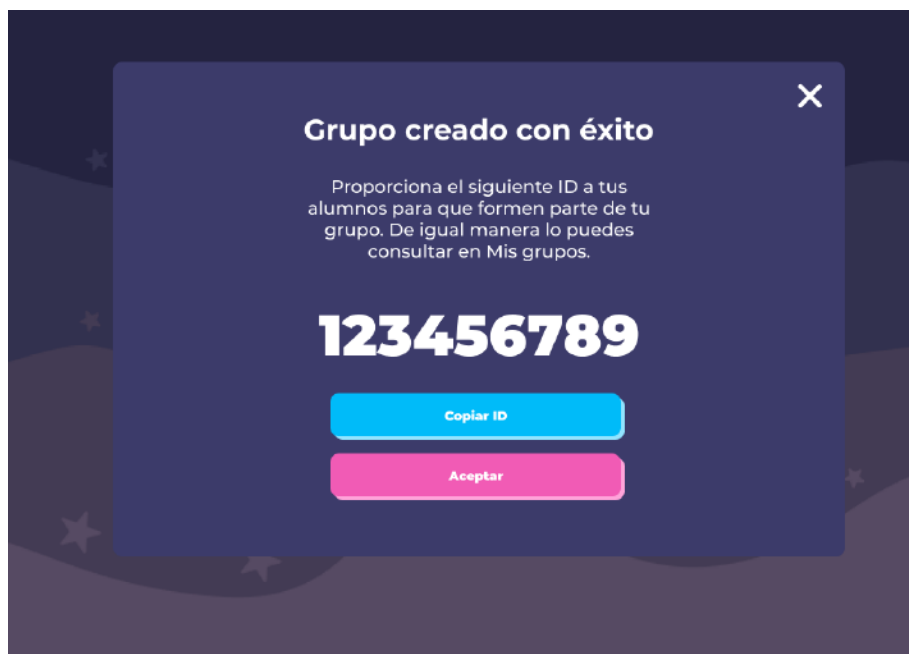 Grupo creado con éxito
Proporciona el siguiente ID a tus
alumnos para que formen parte de tu
grupo. De igual manera lo puedes
consultar en Mis grupos.
123456789
Copiar ID
Aceptar